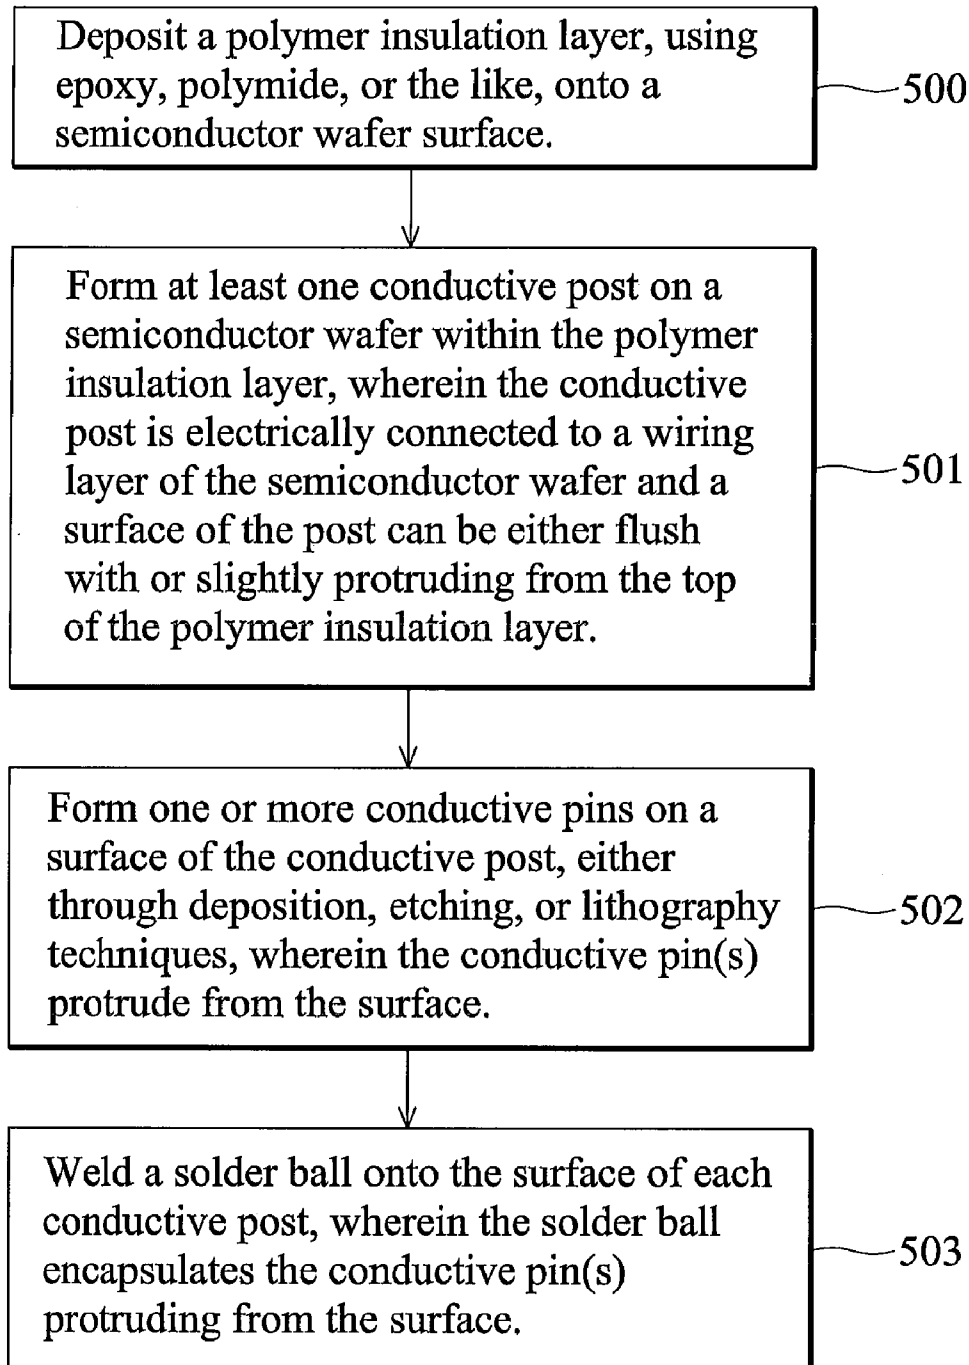 Deposit a polymer insulation layer, using
epoxy, polymide, or the like, onto a
semiconductor wafer surface.
500
Form at least one conductive post on a
semiconductor wafer within the polymer
insulation layer, wherein the conductive
post is electrically connected to a wiring
layer of the semiconductor wafer and a
surface of the post can be either flush
with or slightly protruding from the top
of the polymer insulation layer.
501
Form one or more conductive pins on a
surface of the conductive post, either
through deposition, etching, or lithography
techniques, wherein the conductive pin(s)
protrude from the surface.
502
Weld a solder ball onto the surface of each
conductive post, wherein the solder ball
encapsulates the conductive pin(s)
protruding from the surface.
503